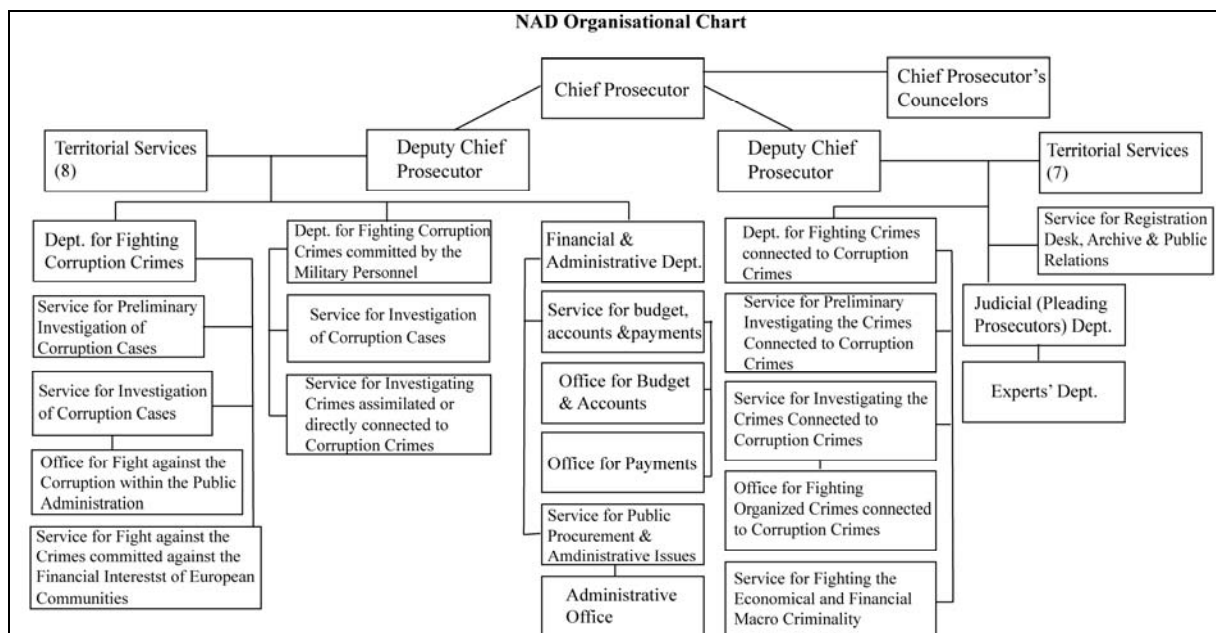 NAD Organisational Chart
Chief Prosecutor
Chief Prosecutor's
Councelors
Territorial Services
(8)
Deputy Chief
Prosecutor
Deputy Chief
Prosecutor
Territorial Services
(7)
Dept. for Fighting
Corruption Crimes
Dept. for Fighting Corruption
Crimes committed by the
Military Personnel
Financial &
Administrative Dept.
Dept. for Fighting Crimes
connected to Corruption
Crimes
Service for Registration
Desk, Archive & Public
Relations
Service for Preliminary
Investigation of
Corruption Cases
Service for Investigation
of Corruption Cases
Service for budget,
accounts &payments
Service for Preliminary
Investigating the Crimes
Connected to Corruption
Crimes
Judicial (Pleading
Prosecutors) Dept.
Service for Investigation
of Corruption Cases
Service for Investigating
Crimes assimilated or
directly connected to
Corruption Crimes
Office for Budget
& Accounts
Service for Investigating the
Crimes Connected to
Corruption Crimes
Experts' Dept.
Office for Fight against the
Corruption within the Public
Administration
Office for Payments
Office for Fighting
Organized Crimes connected
to Corruption Crimes
Service for Fight against the
Crimes committed against the
Financial Interestst of European
Communities
Service for Public
Procurement &
Amdinistrative Issues
Administrative
Office
Service for Fighting the
Economical and Financial
Macro Criminality